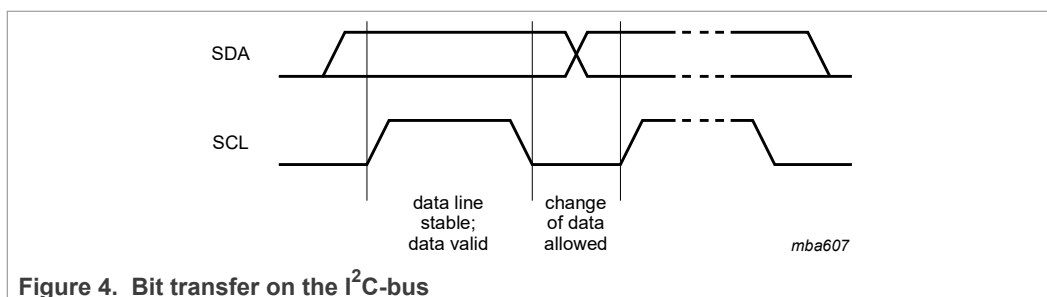 SDA
SCL
data line
stable;
data valid
change
of data
allowed
mba607
Figure 4. Bit transfer on the I²C-bus